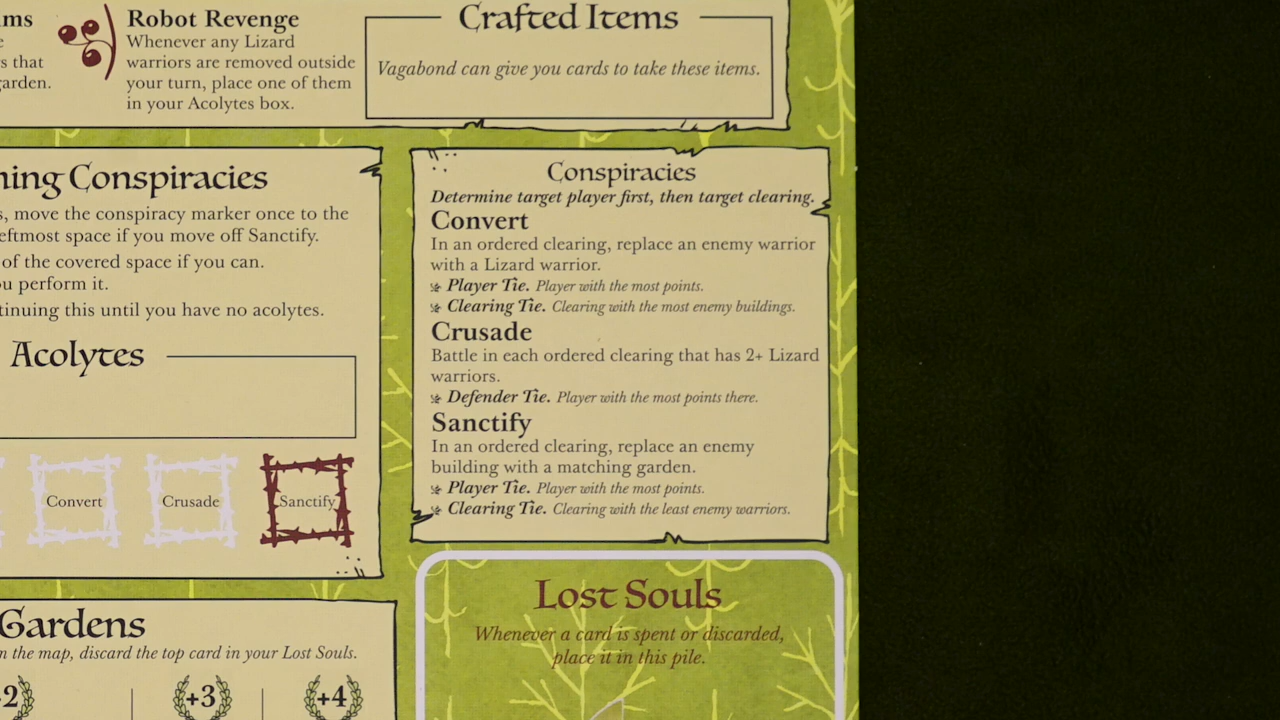 ms
s that
garden.
Robot Revenge
Whenever any Lizard
warriors are removed outside
your turn, place one of them
in your Acolytes box.
Crafted Items
Vagabond can give you cards to take these items.
ning Conspiracies
s, move the conspiracy marker once to the
eftmost space if you move off Sanctify.
of the covered space if you can.
u perform it.
tinuing this until you have no acolytes.
Acolytes
Convert
Crusade
Sanctify
Conspiracies
Determine target player first, then target clearing.
Convert
In an ordered clearing, replace an enemy warrior
with a Lizard warrior.
Player Tie. Player with the most points.
Clearing Tie. Clearing with the most enemy buildings.
Crusade
Battle in each ordered clearing that has 2+ Lizard
warriors.
Defender Tie. Player with the most points there.
Sanctify
In an ordered clearing, replace an enemy
building with a matching garden.
Player Tie. Player with the most points.
Clearing Tie. Clearing with the least enemy warriors.
Gardens
n the map, discard the top card in your Lost Souls.
2
+3
+4
Lost Souls
Whenever a card is spent or discarded,
place it in this pile.